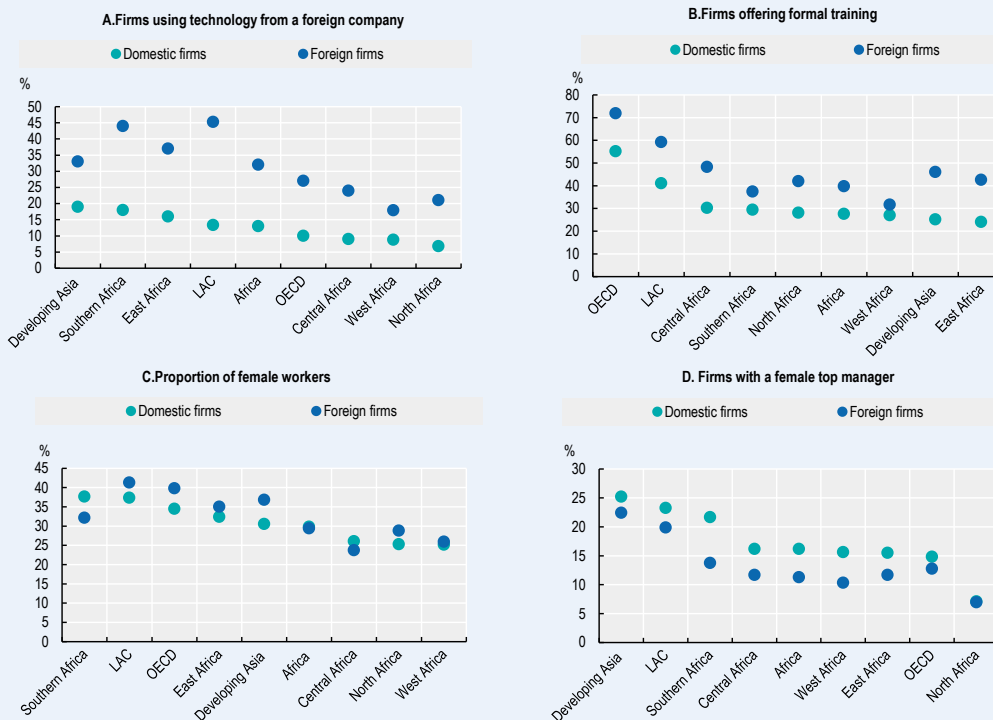 A.Firms using technology from a foreign company
Domestic firms Foreign firms
%
50
45
40
35
30
25
20
15
10
5
0
Developing Asia
Southern Africa
East Africa
LAC
Africa
OECD
Central Africa
West Africa
North Africa
B.Firms offering formal training
Domestic firms Foreign firms
%
80
70
60
50
40
30
20
10
0
OECD
LAC
Central Africa
Southern Africa
North Africa
Africa
West Africa
Developing Asia
East Africa
C.Proportion of female workers
Domestic firms Foreign firms
%
45
40
35
30
25
20
15
10
5
0
Southern Africa
LAC
OECD
East Africa
Developing Asia
Africa
Central Africa
North Africa
West Africa
D. Firms with a female top manager
Domestic firms Foreign firms
%
30
25
20
15
10
5
0
Developing Asia
LAC
Southern Africa
Central Africa
Africa
West Africa
East Africa
OECD
North Africa